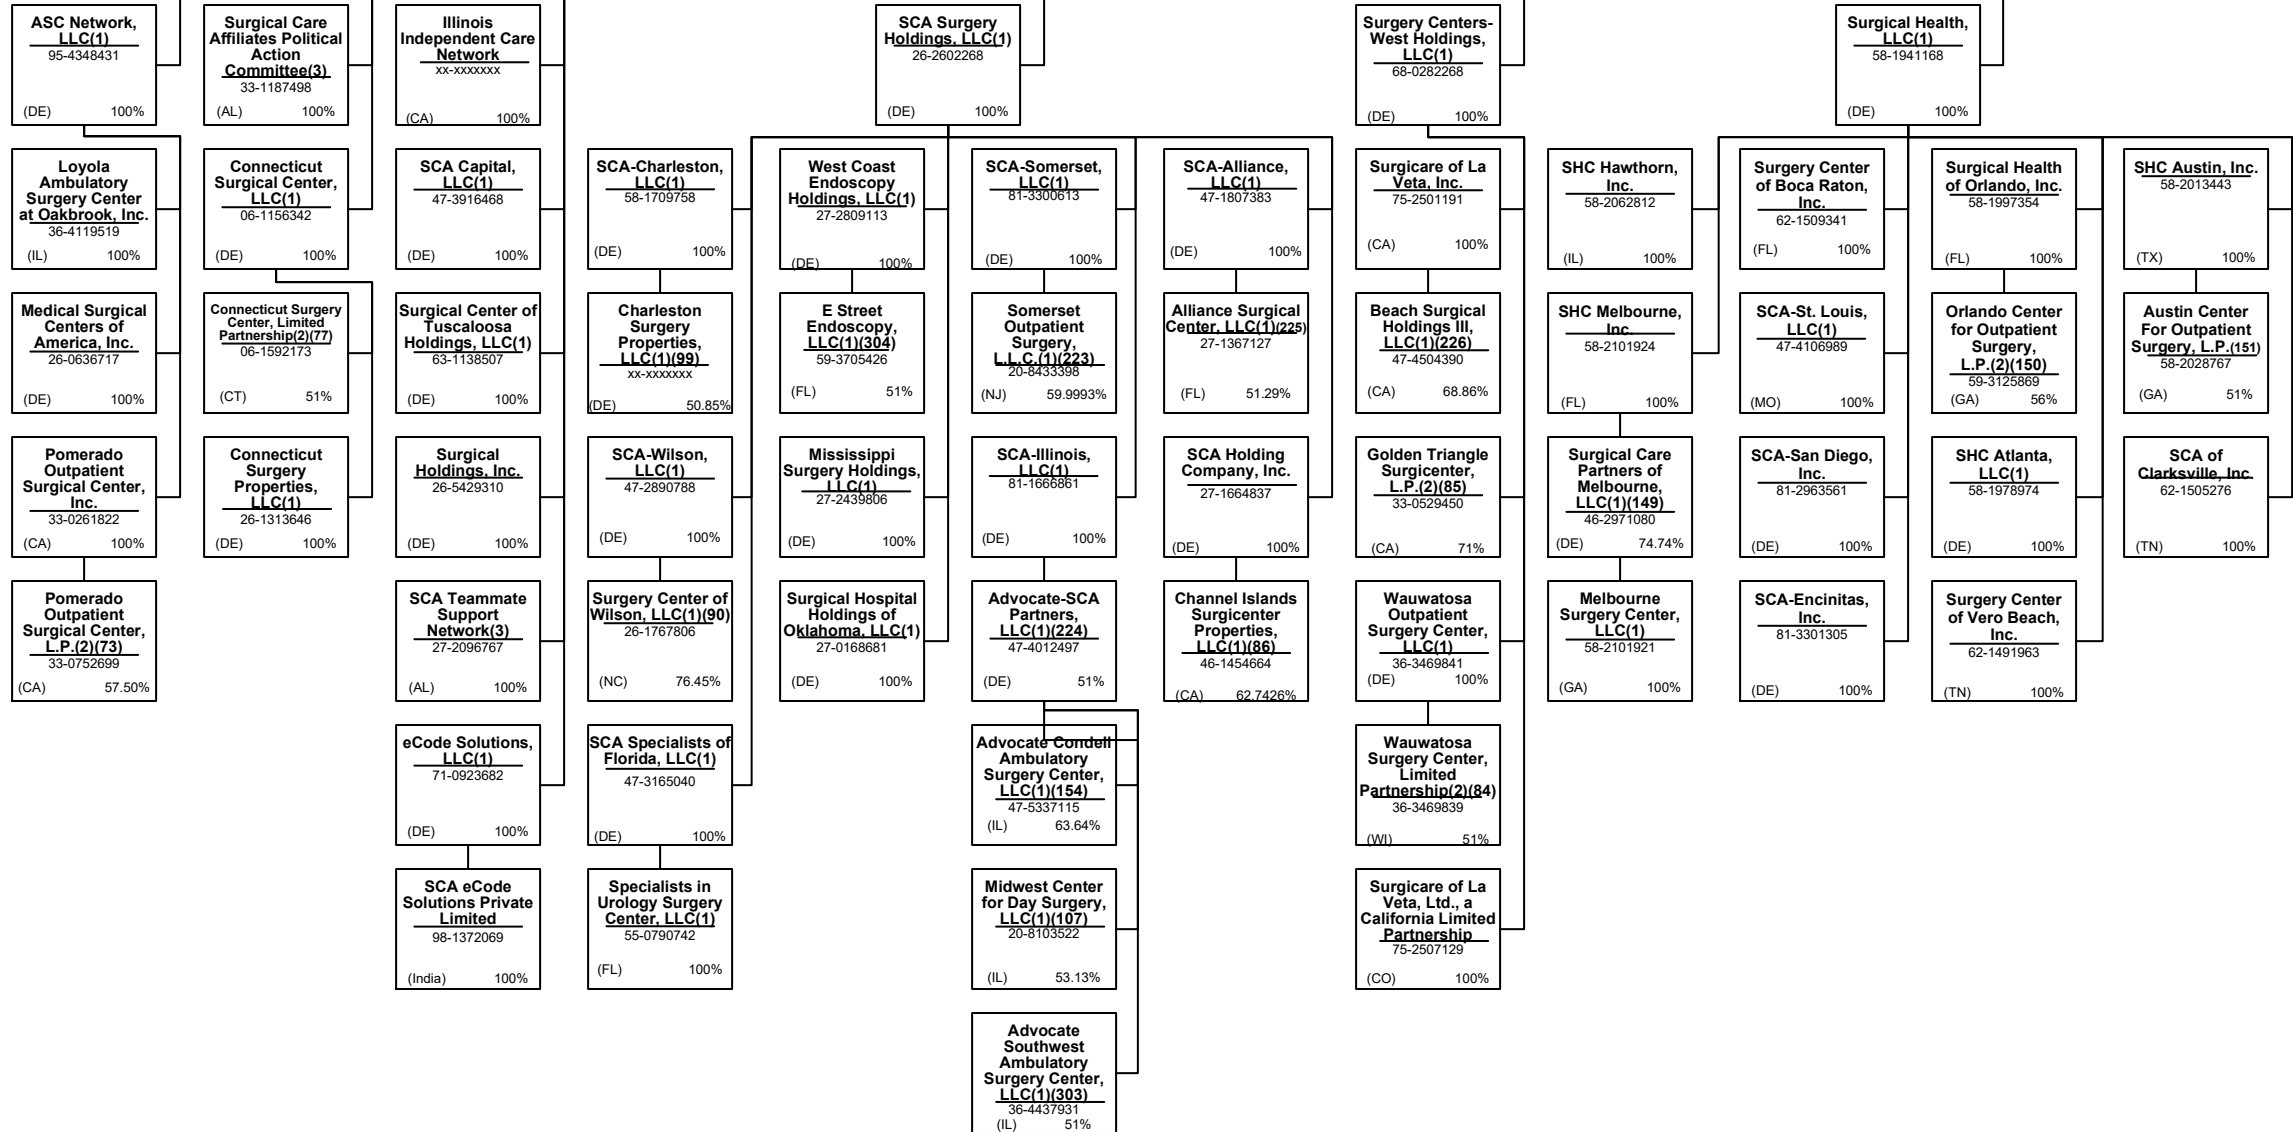 ASC Network,
LLC(1)
95-4348431
(DE) 100%
Surgical Care
Affiliates Political
Action
Committee(3)
33-1187498
(AL) 100%
Illinois
Independent Care
Network
xx-xxxxxxx
(CA) 100%
SCA Surgery
Holdings, LLC(1)
26-2602268
(DE) 100%
Surgery Centers-
West Holdings,
LLC(1)
68-0282268
(DE) 100%
Surgical Health,
LLC(1)
58-1941168
(DE) 100%
Loyola
Ambulatory
Surgery Center
at Oakbrook, Inc.
36-4119519
(IL) 100%
Connecticut
Surgical Center,
LLC(1)
06-1156342
(DE) 100%
SCA Capital,
LLC(1)
47-3916468
(DE) 100%
SCA-Charleston,
LLC(1)
58-1709758
(DE) 100%
West Coast
Endoscopy
Holdings, LLC(1)
27-2809113
(DE) 100%
SCA-Somerset,
LLC(1)
81-3300613
(DE) 100%
SCA-Alliance,
LLC(1)
47-1807383
(DE) 100%
Surgicare of La
Veta, Inc.
75-2501191
(CA) 100%
SHC Hawthorn,
Inc.
58-2062812
(IL) 100%
Surgery Center
of Boca Raton,
Inc.
62-1509341
(FL) 100%
Surgical Health
of Orlando, Inc.
58-1997354
(FL) 100%
SHC Austin, Inc.
58-2013443
(TX) 100%
Medical Surgical
Centers of
America, Inc.
26-0636717
(DE) 100%
Connecticut Surgery
Center, Limited
Partnership(2)(77)
06-1592173
(CT) 51%
Surgical Center of
Tuscaloosa
Holdings, LLC(1)
63-1138507
(DE) 100%
Charleston
Surgery
Properties,
LLC(1)(99)
xx-xxxxxxx
(DE) 50.85%
E Street
Endoscopy,
LLC(1)(304)
59-3705426
(FL) 51%
Somerset
Outpatient
Surgery,
L.L.C.(1)(223)
20-8433398
(NJ) 59.9993%
Alliance Surgical
Center, LLC(1)(225)
27-1367127
(FL) 51.29%
Beach Surgical
Holdings III,
LLC(1)(226)
47-4504390
(CA) 68.86%
SHC Melbourne,
Inc.
58-2101924
(FL) 100%
SCA-St. Louis,
LLC(1)
47-4106989
(MO) 100%
Orlando Center
for Outpatient
Surgery,
L.P.(2)(150)
59-3125869
(GA) 56%
Austin Center
For Outpatient
Surgery, L.P.(151)
58-2028767
(GA) 51%
Pomerado
Outpatient
Surgical Center,
Inc.
33-0261822
(CA) 100%
Connecticut
Surgery
Properties,
LLC(1)
26-1313646
(DE) 100%
Surgical
Holdings, Inc.
26-5429310
(DE) 100%
SCA-Wilson,
LLC(1)
47-2890788
(DE) 100%
Mississippi
Surgery Holdings,
LLC(1)
27-2439806
(DE) 100%
SCA-Illinois,
LLC(1)
81-1666861
(DE) 100%
SCA Holding
Company, Inc.
27-1664837
(DE) 100%
Golden Triangle
Surgicenter,
L.P.(2)(85)
33-0529450
(CA) 71%
Surgical Care
Partners of
Melbourne,
LLC(1)(149)
46-2971080
(DE) 74.74%
SCA-San Diego,
Inc.
81-2963561
(DE) 100%
SHC Atlanta,
LLC(1)
58-1978974
(DE) 100%
SCA of
Clarksville, Inc.
62-1505276
(TN) 100%
Pomerado
Outpatient
Surgical Center,
L.P.(2)(73)
33-0752699
(CA) 57.50%
SCA Teammate
Support
Network(3)
27-2096767
(AL) 100%
Surgery Center of
Wilson, LLC(1)(90)
26-1767806
(NC) 76.45%
Surgical Hospital
Holdings of
Oklahoma, LLC(1)
27-0168681
(DE) 100%
Advocate-SCA
Partners,
LLC(1)(224)
47-4012497
(DE) 51%
Channel Islands
Surgicenter
Properties,
LLC(1)(86)
46-1454664
(CA) 62.7426%
Wauwatosa
Outpatient
Surgery Center,
LLC(1)
36-3469841
(DE) 100%
Melbourne
Surgery Center,
LLC(1)
58-2101921
(GA) 100%
SCA-Encinitas,
Inc.
81-3301305
(DE) 100%
Surgery Center
of Vero Beach,
Inc.
62-1491963
(TN) 100%
eCode Solutions,
LLC(1)
71-0923682
(DE) 100%
SCA Specialists of
Florida, LLC(1)
47-3165040
(DE) 100%
Advocate Condell
Ambulatory
Surgery Center,
LLC(1)(154)
47-5337115
(IL) 63.64%
Wauwatosa
Surgery Center,
Limited
Partnership(2)(84)
36-3469839
(WI) 51%
SCA eCode
Solutions Private
Limited
98-1372069
(India) 100%
Specialists in
Urology Surgery
Center, LLC(1)
55-0790742
(FL) 100%
Midwest Center
for Day Surgery,
LLC(1)(107)
20-8103522
(IL) 53.13%
Surgicare of La
Veta, Ltd., a
California Limited
Partnership
75-2507129
(CO) 100%
Advocate
Southwest
Ambulatory
Surgery Center,
LLC(1)(303)
36-4437931
(IL) 51%